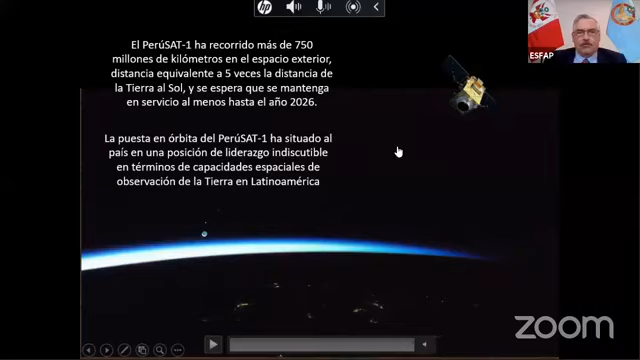 hp
ESFAP
El PerúSAT-1 ha recorrido más de 750
millones de kilómetros en el espacio exterior,
distancia equivalente a 5 veces la distancia de
la Tierra al Sol, y se espera que se mantenga
en servicio al menos hasta el año 2026.
La puesta en órbita del PerúSAT-1 ha situado al
país en una posición de liderazgo indiscutible
en términos de capacidades espaciales de
observación de la Tierra en Latinoamérica
zoom